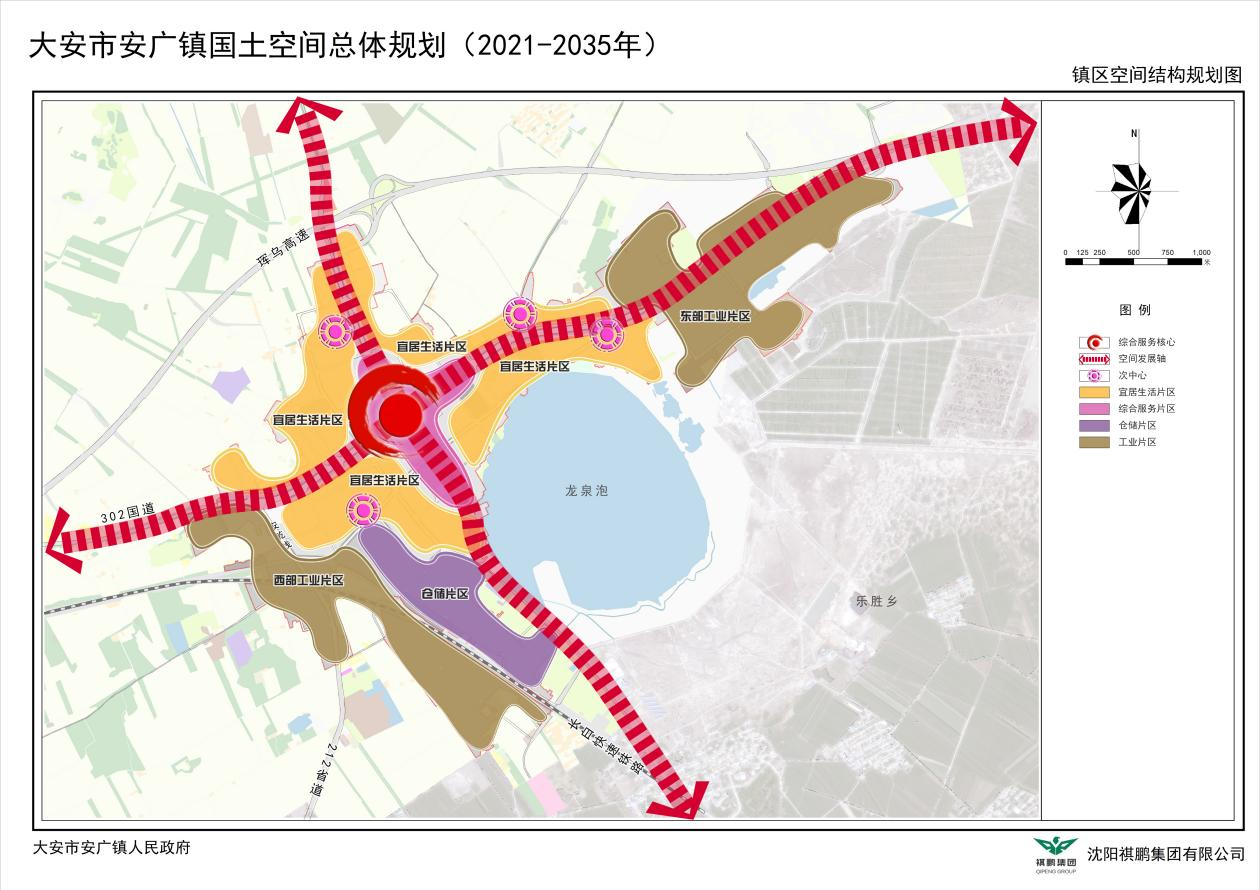 大安市安广镇国土空间总体规划（2021-2035年）
镇区空间结构规划图
N
0 125 250 500 750 1,000
米
图 例
综合服务核心
空间发展轴
次中心
宜居生活片区
综合服务片区
仓储片区
工业片区
珲乌高速
东部工业片区
宜居生活片区
宜居生活片区
宜居生活片区
宜居生活片区
龙泉泡
302国道
西部工业片区
仓储片区
乐胜乡
长白快速铁路
212省道
大安市安广镇人民政府
祺鹏集团
QIPENG GROUP
沈阳祺鹏集团有限公司